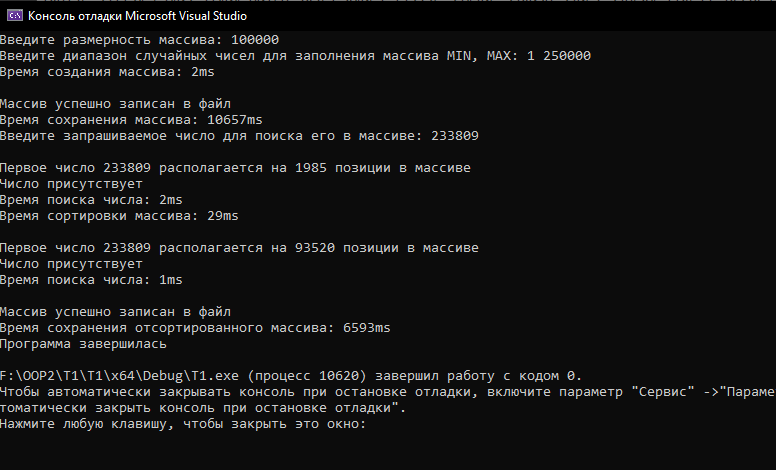 Консоль отладки Microsoft Visual Studio
Введите размерность массива: 100000
Введите диапазон случайных чисел для заполнения массива MIN, MAX: 1 250000
Время создания массива: 2ms
Массив успешно записан в файл
Время сохранения массива: 10657ms
Введите запрашиваемое число для поиска его в массиве: 233809
Первое число 233809 располагается на 1985 позиции в массиве
Число присутствует
Время поиска числа: 2ms
Время сортировки массива: 29ms
Первое число 233809 располагается на 93520 позиции в массиве
Число присутствует
Время поиска числа: 1ms
Массив успешно записан в файл
Время сохранения отсортированного массива: 6593ms
Программа завершилась
F:\OOP2\T1\T1\x64\Debug\T1.exe (процесс 10620) завершил работу с кодом 0.
Чтобы автоматически закрывать консоль при остановке отладки, включите параметр "Сервис" ->"Параме
томатически закрыть консоль при остановке отладки".
Нажмите любую клавишу, чтобы закрыть это окно: